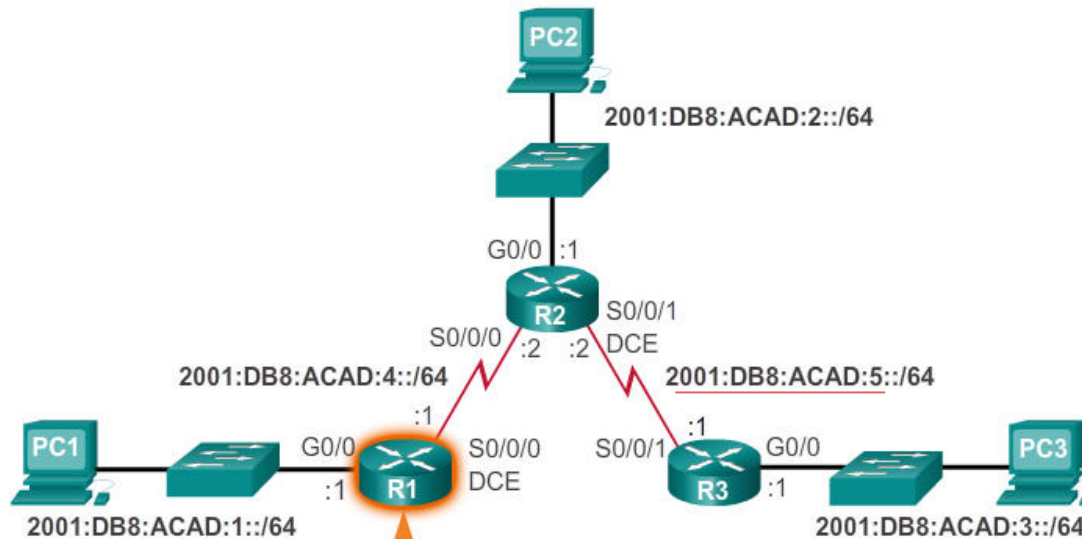 PC2
2001:DB8:ACAD:2::/64
G0/0 :1
R2
S0/0/1
S0/0/0
:2 :2 DCE
2001:DB8:ACAD:4::/64
2001:DB8:ACAD:5::/64
:1
:1
PC1
G0/0
S0/0/0
S0/0/1
G0/0
PC3
:1
R1
DCE
R3
:1
2001:DB8:ACAD:1::/64
2001:DB8:ACAD:3::/64